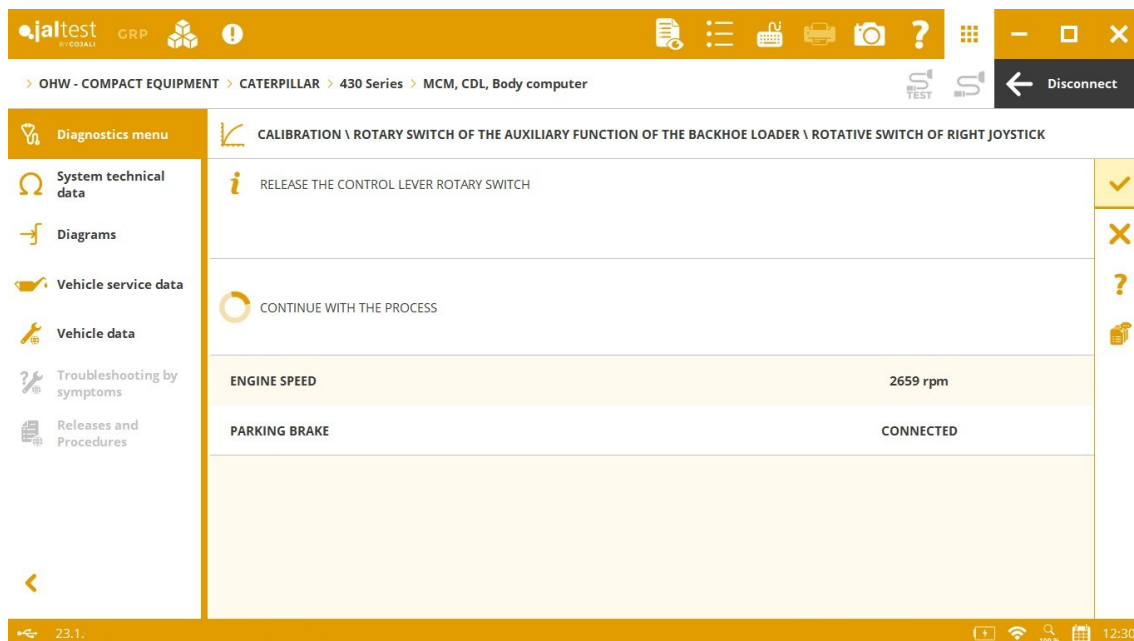 jaltest GRP
BY COJALI
> OHW - COMPACT EQUIPMENT > CATERPILLAR > 430 Series > MCM, CDL, Body computer
TEST
Disconnect
Diagnostics menu
CALIBRATION \ ROTARY SWITCH OF THE AUXILIARY FUNCTION OF THE BACKHOE LOADER \ ROTATIVE SWITCH OF RIGHT JOYSTICK
System technical
data
RELEASE THE CONTROL LEVER ROTARY SWITCH
Diagrams
Vehicle service data
CONTINUE WITH THE PROCESS
Vehicle data
Troubleshooting by
symptoms
ENGINE SPEED 2659 rpm
Releases and
Procedures
PARKING BRAKE CONNECTED
23.1.
100 %
12:30